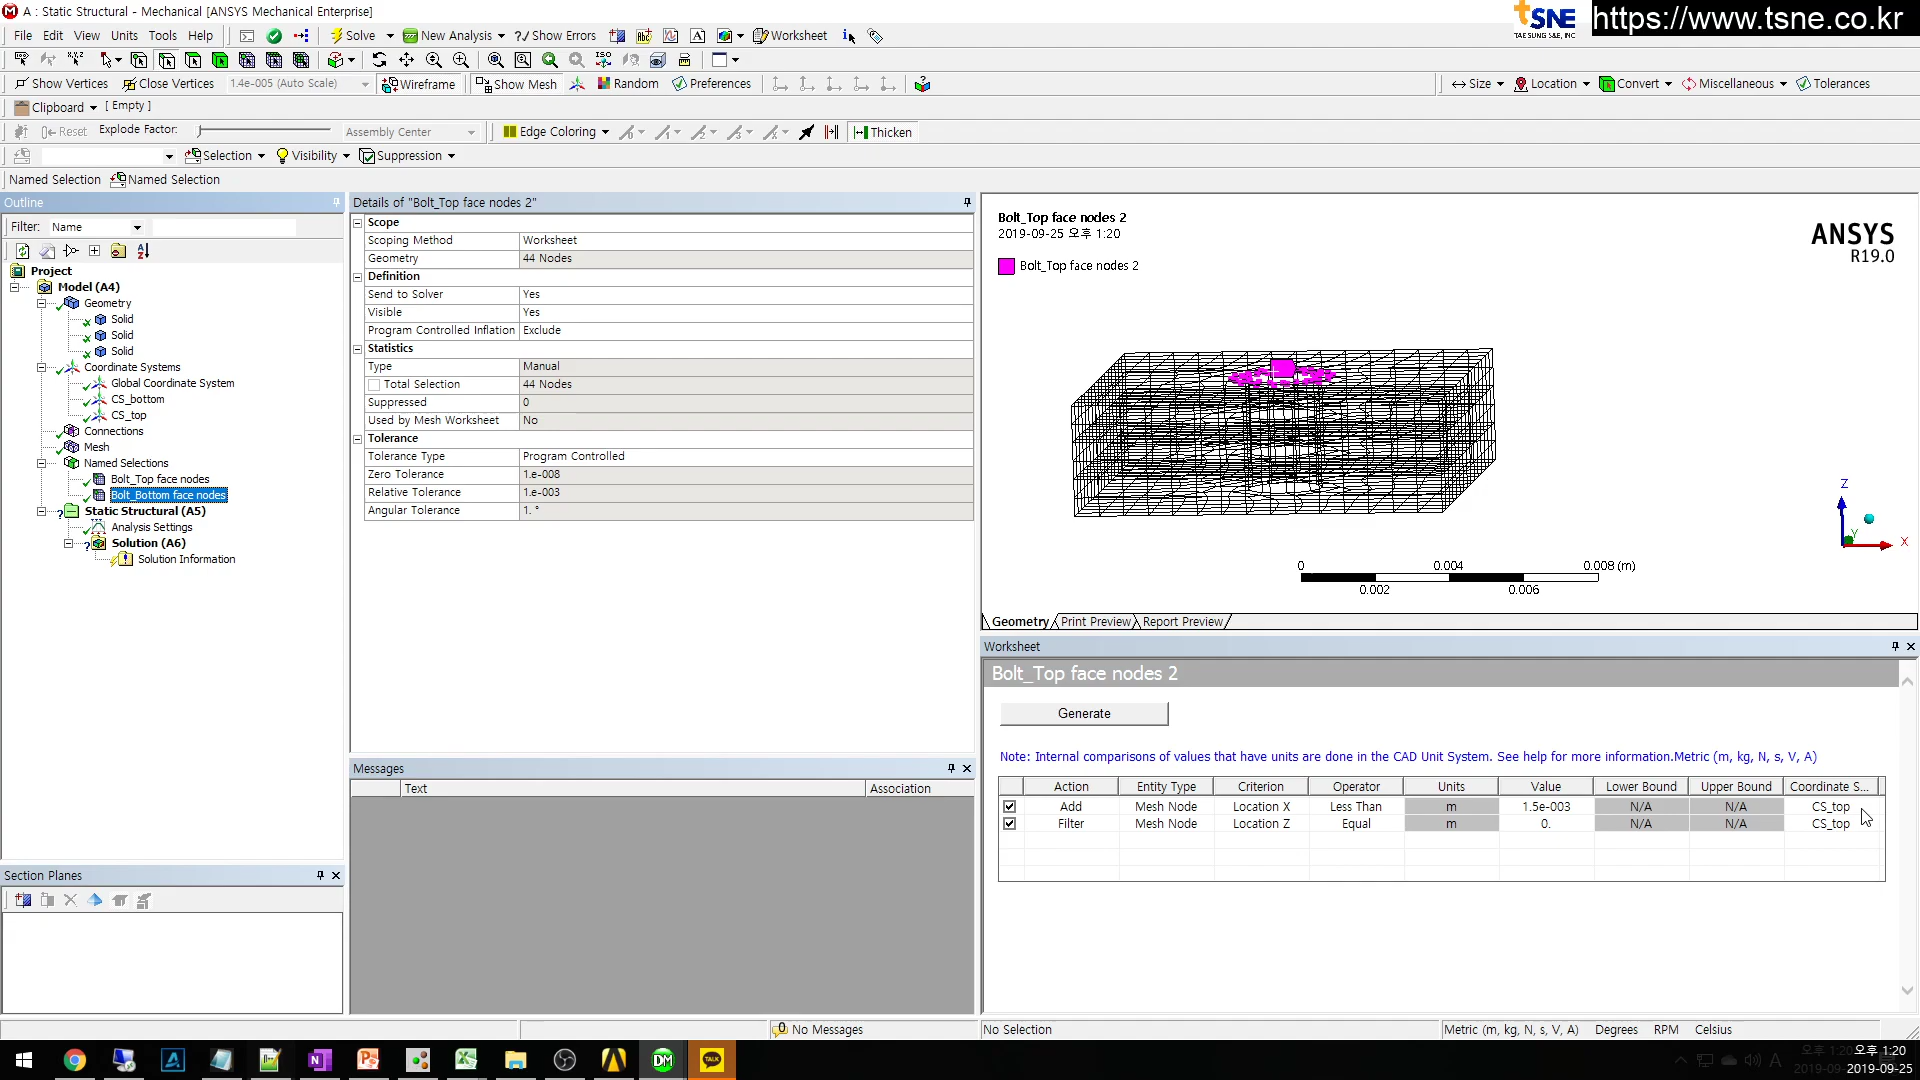 A : Static Structural - Mechanical [ANSYS Mechanical Enterprise]
TSNE
TAE SUNG S&E, INC
https://www.tsne.co.kr
File Edit View Units Tools Help
Solve New Analysis ?/ Show Errors Worksheet
Show Vertices Close Vertices 1.4e-005 (Auto Scale) Wireframe Show Mesh Random Preferences
Size Location Convert Miscellaneous Tolerances
Clipboard [ Empty ]
Reset Explode Factor: Assembly Center Edge Coloring Thicken
Selection Visibility Suppression
Named Selection Named Selection
Outline
Filter: Name
Project
Model (A4)
Geometry
Solid
Solid
Solid
Coordinate Systems
Global Coordinate System
CS_bottom
CS_top
Connections
Mesh
Named Selections
Bolt_Top face nodes
Bolt_Bottom face nodes
Static Structural (A5)
Analysis Settings
Solution (A6)
Solution Information
Section Planes
Details of "Bolt_Top face nodes 2"
Scope
Scoping Method Worksheet
Geometry 44 Nodes
Definition
Send to Solver Yes
Visible Yes
Program Controlled Inflation Exclude
Statistics
Type Manual
Total Selection 44 Nodes
Suppressed 0
Used by Mesh Worksheet No
Tolerance
Tolerance Type Program Controlled
Zero Tolerance 1.e-008
Relative Tolerance 1.e-003
Angular Tolerance 1. °
Messages
Text Association
Bolt_Top face nodes 2
2019-09-25 오후 1:20
Bolt_Top face nodes 2
ANSYS
R19.0
Z
Y
X
0 0.004 0.008 (m)
0.002 0.006
Geometry Print Preview Report Preview
Worksheet
Bolt_Top face nodes 2
Generate
Note: Internal comparisons of values that have units are done in the CAD Unit System. See help for more information.Metric (m, kg, N, s, V, A)
Action Entity Type Criterion Operator Units Value Lower Bound Upper Bound Coordinate S...
Add Mesh Node Location X Less Than m 1.5e-003 N/A N/A CS_top
Filter Mesh Node Location Z Equal m 0. N/A N/A CS_top
No Messages No Selection Metric (m, kg, N, s, V, A) Degrees RPM Celsius
DM
TALK
A
오후 1:20
2019-09-25